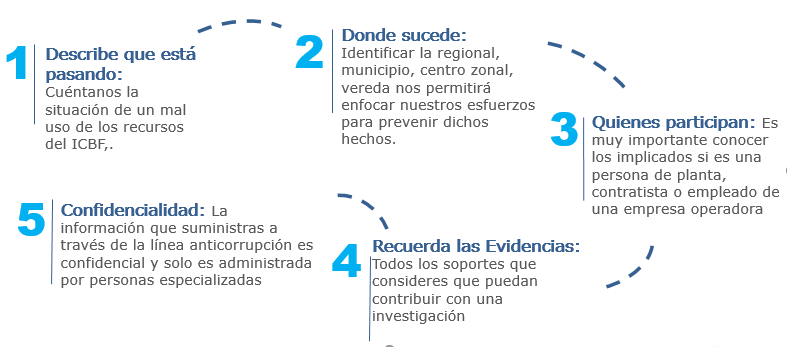 1
Describe que está
pasando:
Cuéntanos la
situación de un mal
uso de los recursos
del ICBF,.
2
Donde sucede:
Identificar la regional,
municipio, centro zonal,
vereda nos permitirá
enfocar nuestros esfuerzos
para prevenir dichos
hechos.
3
Quienes participan: Es
muy importante conocer
los implicados si es una
persona de planta,
contratista o empleado de
una empresa operadora
4
Recuerda las Evidencias:
Todos los soportes que
consideres que puedan
contribuir con una
investigación
5
Confidencialidad: La
información que suministras a
través de la línea anticorrupción es
confidencial y solo es administrada
por personas especializadas